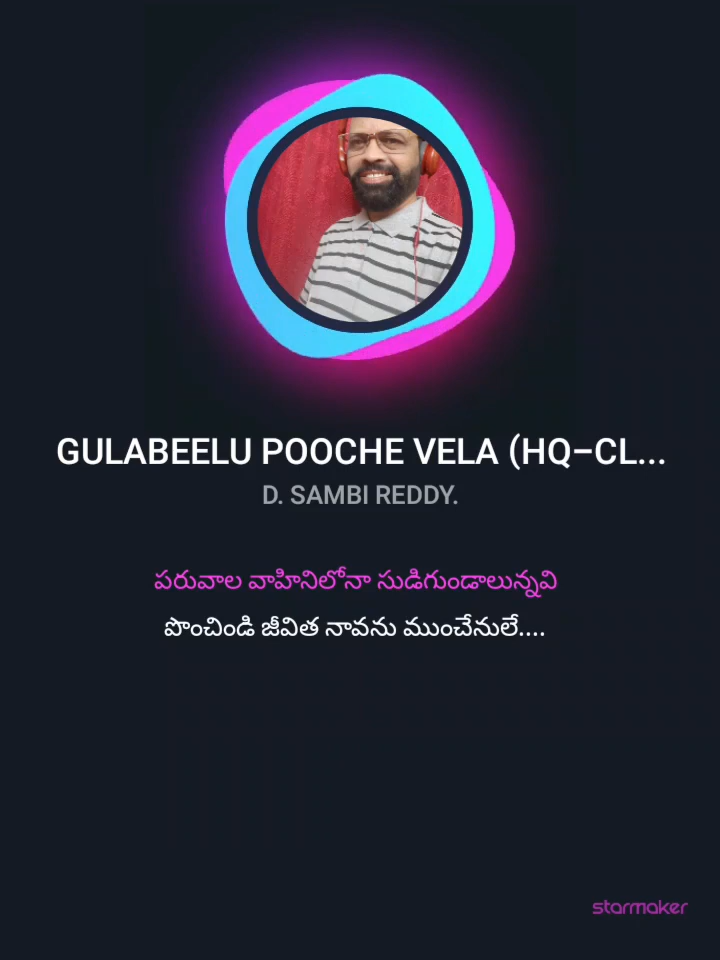 GULABEELU POOCHE VELA (HQ–CL...
D. SAMBI REDDY.
పరువాల వాహినిలోనా సుడిగుండాలున్నవి
పొంచిండి జీవిత నావను ముంచేనులే....
starmaker